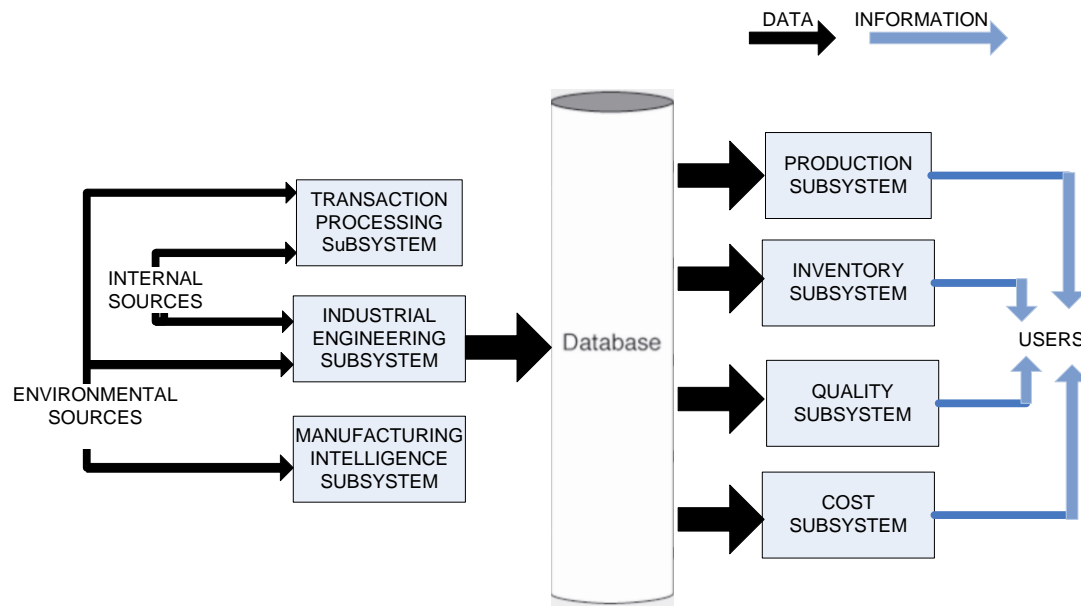 DATA
INFORMATION
TRANSACTION
PROCESSING
SuBSYSTEM
INTERNAL
SOURCES
INDUSTRIAL
ENGINEERING
SUBSYSTEM
ENVIRONMENTAL
SOURCES
MANUFACTURING
INTELLIGENCE
SUBSYSTEM
Database
PRODUCTION
SUBSYSTEM
INVENTORY
SUBSYSTEM
USERS
QUALITY
SUBSYSTEM
COST
SUBSYSTEM